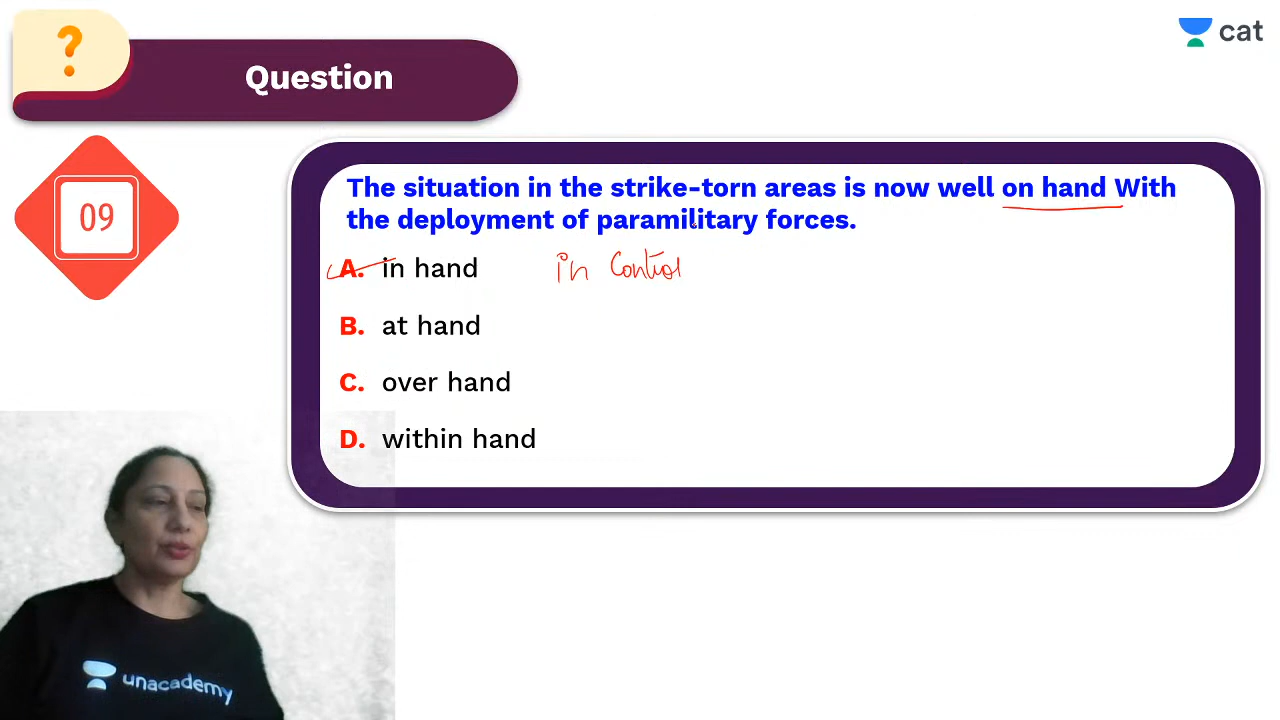 ?
Question
cat
09
The situation in the strike-torn areas is now well on hand With
the deployment of paramilitary forces.
A. in hand
in Control
B. at hand
C. over hand
D. within hand
unacademy